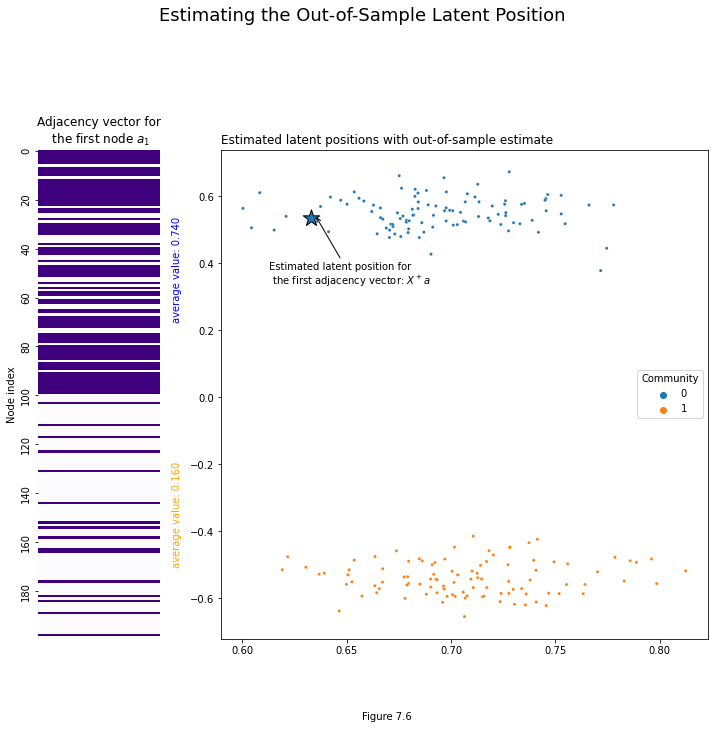 Estimating the Out-of-Sample Latent Position
Adjacency vector for
the first node a₁
Node index
0
20
40
60
80
100
120
140
160
180
average value: 0.740
average value: 0.160
Estimated latent positions with out-of-sample estimate
0.6
0.4
0.2
0.0
−0.2
−0.4
−0.6
0.60
0.65
0.70
0.75
0.80
Estimated latent position for
the first adjacency vector: X⁺a
Community
0
1
Figure 7.6